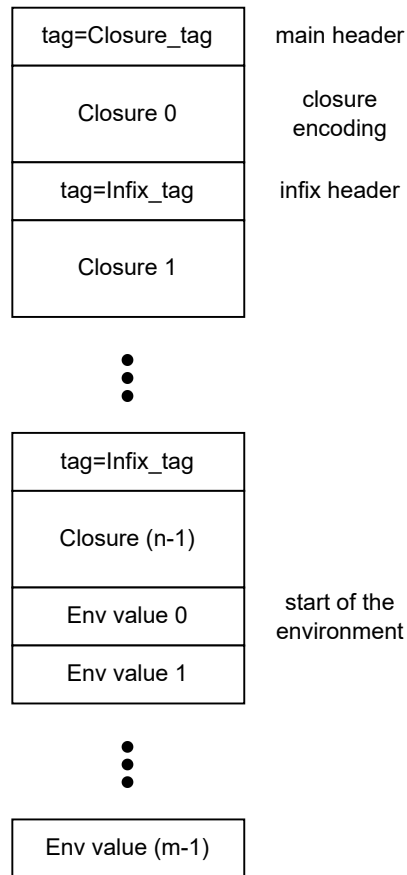 tag=Closure_tag
main header
Closure 0
closure
encoding
tag=Infix_tag
infix header
Closure 1
tag=Infix_tag
Closure (n-1)
Env value 0
start of the
environment
Env value 1
Env value (m-1)